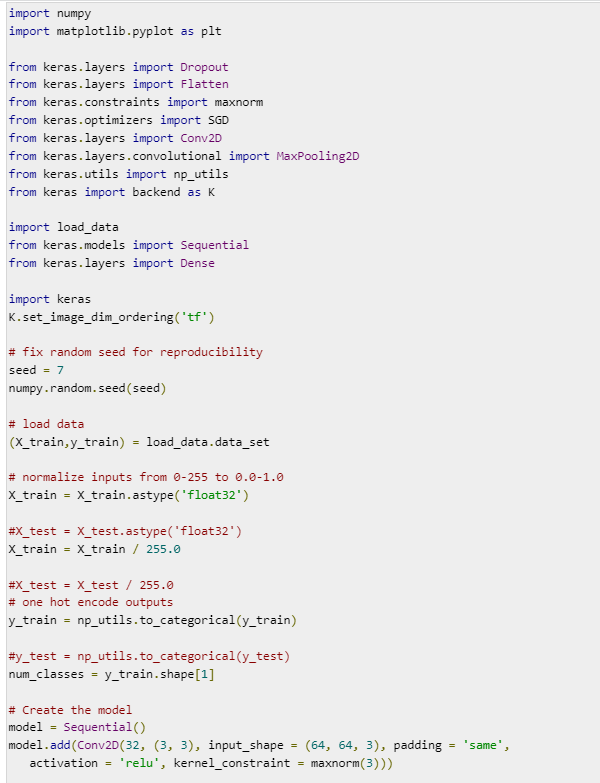 import numpy
import matplotlib.pyplot as plt
from keras.layers import Dropout
from keras.layers import Flatten
from keras.constraints import maxnorm
from keras.optimizers import SGD
from keras.layers import Conv2D
from keras.layers.convolutional import MaxPooling2D
from keras.utils import np_utils
from keras import backend as K
import load_data
from keras.models import Sequential
from keras.layers import Dense
import keras
K.set_image_dim_ordering('tf')
# fix random seed for reproducibility
seed = 7
numpy.random.seed(seed)
# load data
(X_train,y_train) = load_data.data_set
# normalize inputs from 0-255 to 0.0-1.0
X_train = X_train.astype('float32')
#X_test = X_test.astype('float32')
X_train = X_train / 255.0
#X_test = X_test / 255.0
# one hot encode outputs
y_train = np_utils.to_categorical(y_train)
#y_test = np_utils.to_categorical(y_test)
num_classes = y_train.shape[1]
# Create the model
model = Sequential()
model.add(Conv2D(32, (3, 3), input_shape = (64, 64, 3), padding = 'same',
activation = 'relu', kernel_constraint = maxnorm(3)))